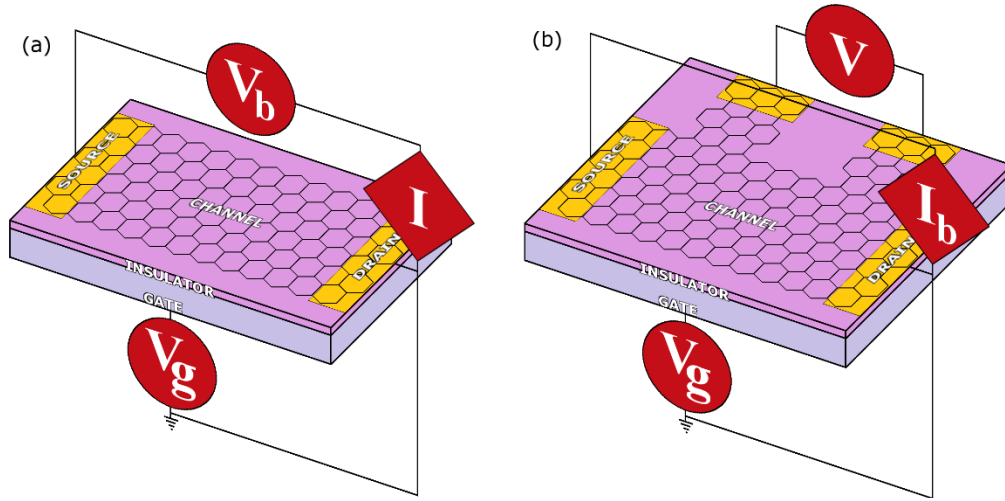 (a)
Vb
SOURCE
CHANNEL
I
DRAIN
INSULATOR
GATE
Vg
(b)
V
SOURCE
CHANNEL
Ib
DRAIN
INSULATOR
GATE
Vg